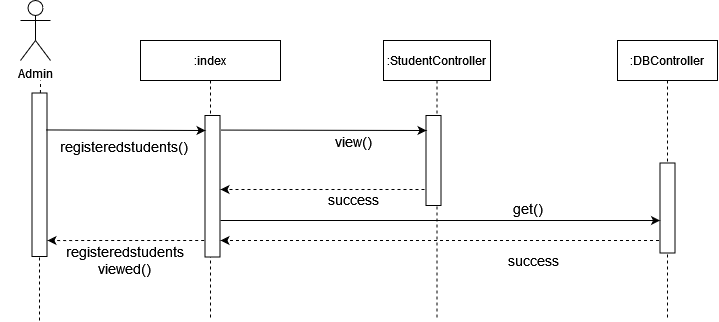 Admin
:index
:StudentController
:DBController
registeredstudents()
view()
success
get()
registeredstudents
viewed()
success